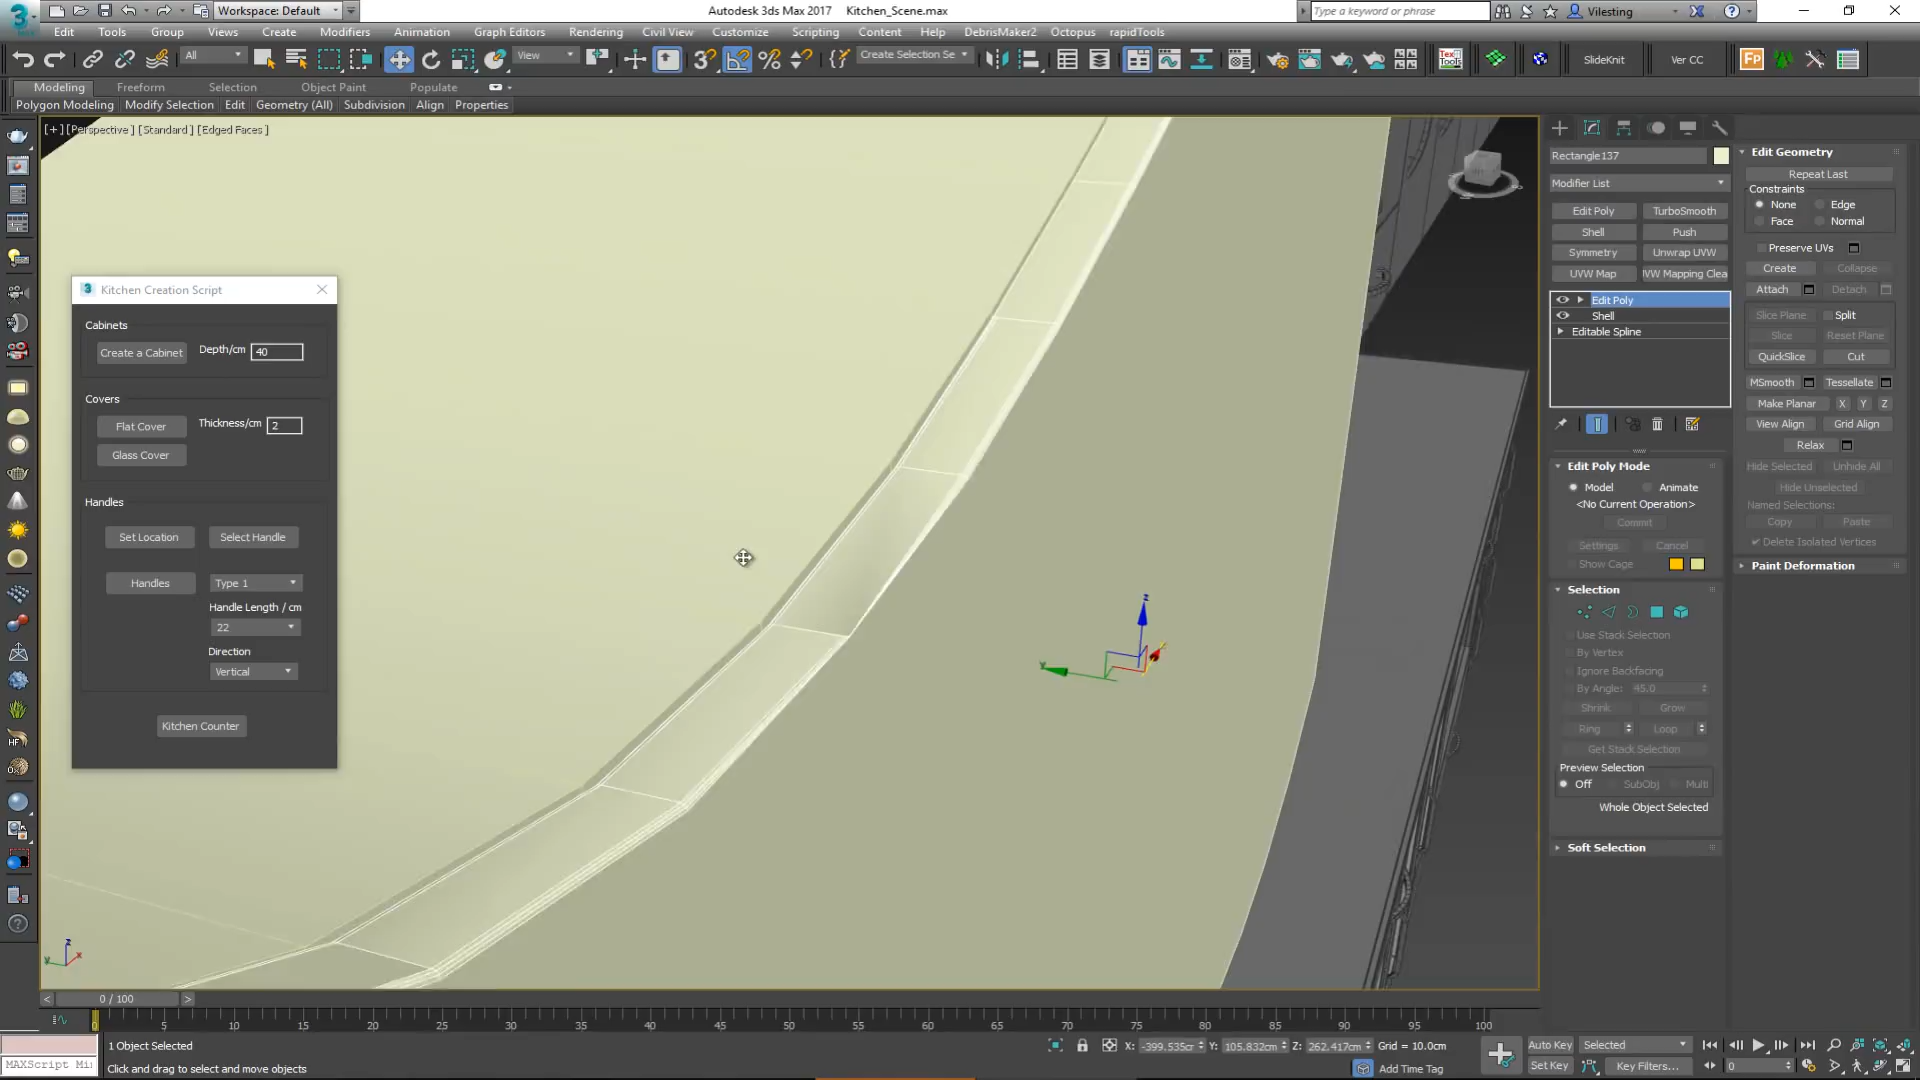 Workspace: Default
Autodesk 3ds Max 2017
Kitchen_Scene.max
Type a keyword or phrase
Vilesting
Edit
Tools
Group
Views
Create
Modifiers
Animation
Graph Editors
Rendering
Civil View
Customize
Scripting
Content
Help
DebrisMaker2
Octopus
rapidTools
All
View
Create Selection Se
SlideKnit
Ver CC
Modeling
Freeform
Selection
Object Paint
Populate
Polygon Modeling
Modify Selection
Edit
Geometry (All)
Subdivision
Align
Properties
[+] [Perspective ] [Standard ] [Edged Faces ]
Kitchen Creation Script
Cabinets
Create a Cabinet
Depth/cm
40
Covers
Flat Cover
Thickness/cm
2
Glass Cover
Handles
Set Location
Select Handle
Handles
Type 1
Handle Length / cm
22
Direction
Vertical
Kitchen Counter
Rectangle137
Modifier List
Edit Poly
TurboSmooth
Shell
Push
Symmetry
Unwrap UVW
UVW Map
UVW Mapping Clea
Edit Poly
Shell
Editable Spline
Edit Poly Mode
Model
Animate
<No Current Operation>
Commit
Settings
Cancel
Show Cage
Selection
Use Stack Selection
By Vertex
Ignore Backfacing
By Angle:
45.0
Shrink
Grow
Ring
Loop
Get Stack Selection
Preview Selection
Off
SubObj
Multi
Whole Object Selected
Soft Selection
Edit Geometry
Repeat Last
Constraints
None
Edge
Face
Normal
Preserve UVs
Create
Collapse
Attach
Detach
Slice Plane
Split
Slice
Reset Plane
QuickSlice
Cut
MSmooth
Tessellate
Make Planar
X
Y
Z
View Align
Grid Align
Relax
Hide Selected
Unhide All
Hide Unselected
Named Selections:
Copy
Paste
Delete Isolated Vertices
Paint Deformation
0 / 100
0
5
10
15
20
25
30
35
40
45
50
55
60
65
70
75
80
85
90
95
100
1 Object Selected
MAXScript Mi
Click and drag to select and move objects
X: -399.535cm
Y: 105.832cm
Z: 262.417cm
Grid = 10.0cm
Add Time Tag
Auto Key
Selected
Set Key
Key Filters...
0